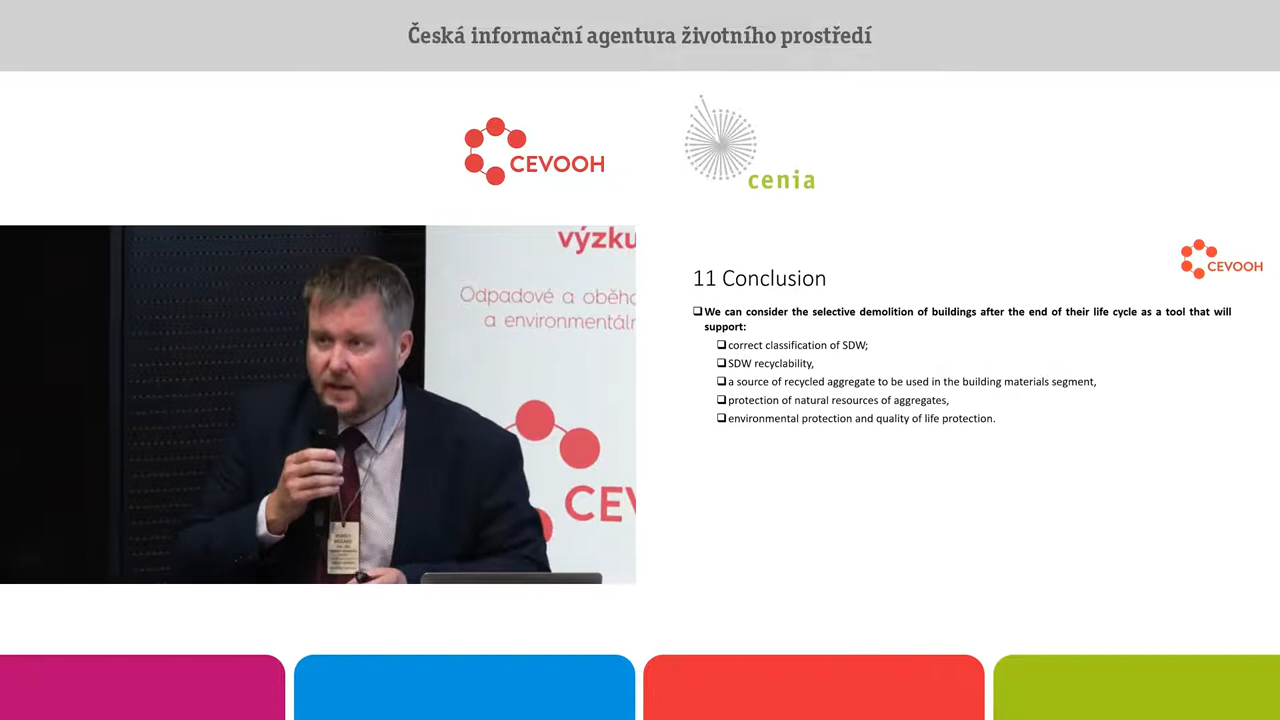 Česká informační agentura životního prostředí
CEVOOH
cenia
výzku
Odpadové a oběho
a environmentáln
CEV
CEVOOH
11 Conclusion
❑ We can consider the selective demolition of buildings after the end of their life cycle as a tool that will
support:
❑ correct classification of SDW;
❑ SDW recyclability,
❑ a source of recycled aggregate to be used in the building materials segment,
❑ protection of natural resources of aggregates,
❑ environmental protection and quality of life protection.